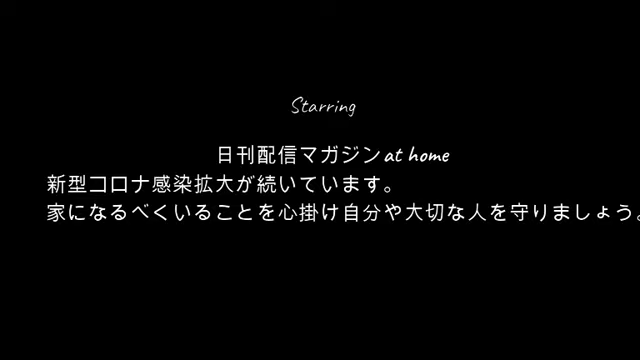 Starring
日刊配信マガジンat home
新型コロナ感染拡大が続いています。
家になるべくいることを心掛け自分や大切な人を守りましょう。